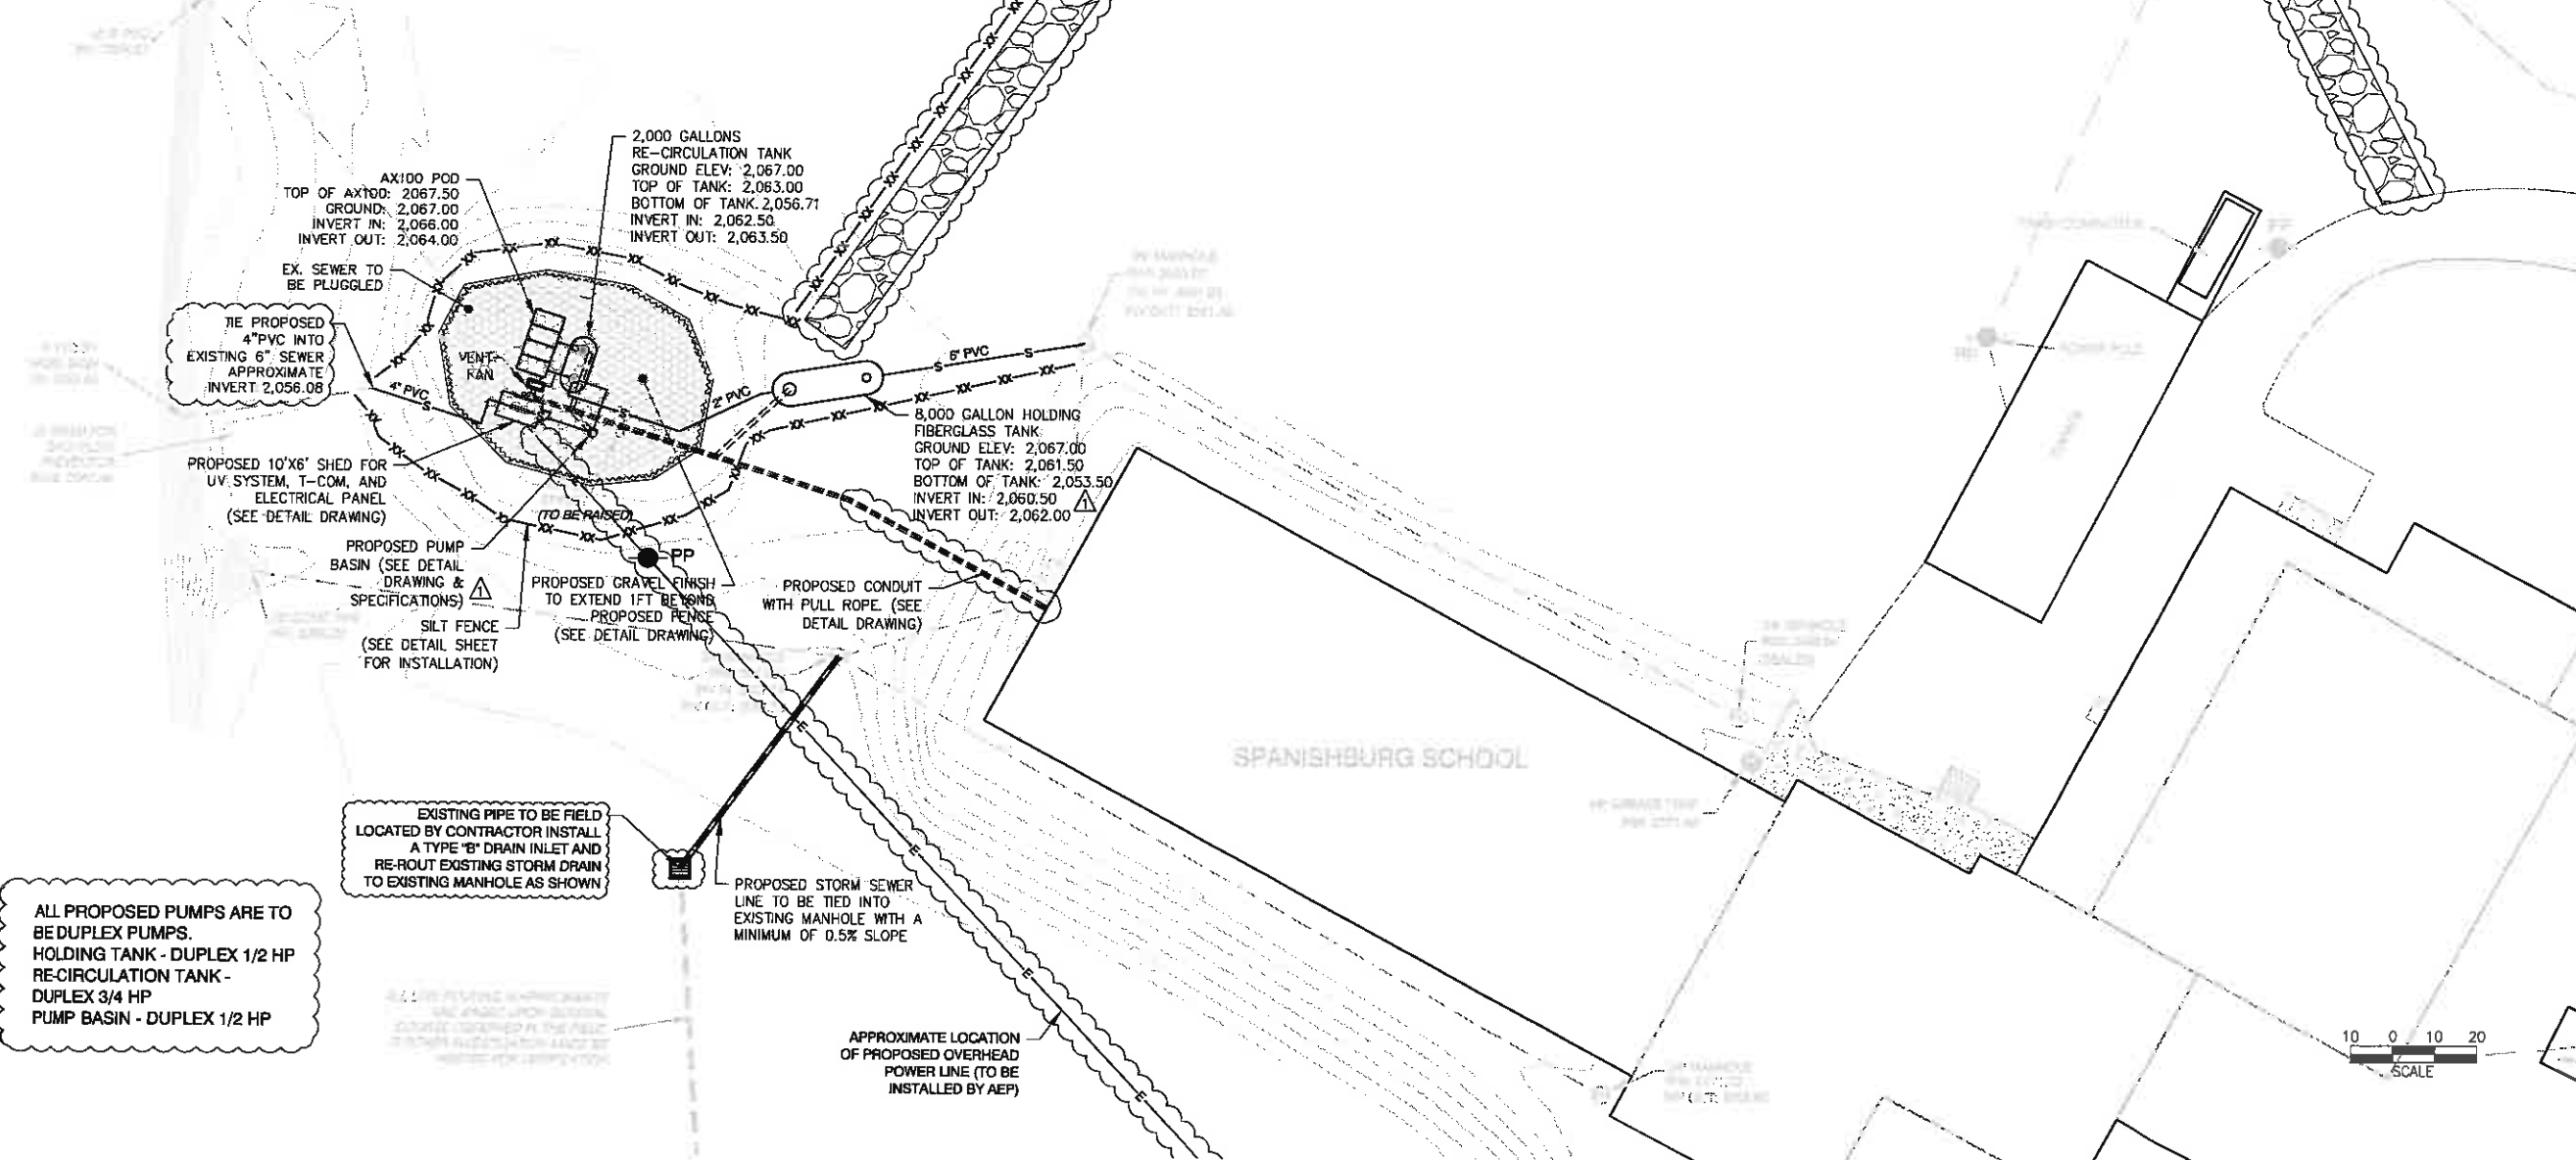 2,000 GALLONS
RE-CIRCULATION TANK
GROUND ELEV: 2,067.00
TOP OF TANK: 2,063.00
BOTTOM OF TANK. 2,056.71
INVERT IN: 2,062.50
INVERT OUT: 2,063.50
AX100 POD
TOP OF AX100: 2067.50
GROUND: 2,067.00
INVERT IN: 2,066.00
INVERT OUT: 2,064.00
EX. SEWER TO
BE PLUGGLED
TIE PROPOSED
4"PVC INTO
EXISTING 6" SEWER
APPROXIMATE
INVERT 2,056.08
VENT
FAN
4" PVC
S
S
2" PVC
S
6" PVC
S
8,000 GALLON HOLDING
FIBERGLASS TANK
GROUND ELEV: 2,067.00
TOP OF TANK: 2,061.50
BOTTOM OF TANK: 2,053.50
INVERT IN: 2,060.50
INVERT OUT: 2,062.00
1
PROPOSED 10'X6' SHED FOR
UV SYSTEM, T-COM, AND
ELECTRICAL PANEL
(SEE DETAIL DRAWING)
(TO BE RAISED)
PROPOSED PUMP
BASIN (SEE DETAIL
DRAWING &
SPECIFICATIONS)
1
PP
SILT FENCE
(SEE DETAIL SHEET
FOR INSTALLATION)
PROPOSED GRAVEL FINISH
TO EXTEND 1FT BEYOND
PROPOSED FENCE
(SEE DETAIL DRAWING)
PROPOSED CONDUIT
WITH PULL ROPE. (SEE
DETAIL DRAWING)
SPANISHBURG SCHOOL
EXISTING PIPE TO BE FIELD
LOCATED BY CONTRACTOR INSTALL
A TYPE "B" DRAIN INLET AND
RE-ROUT EXISTING STORM DRAIN
TO EXISTING MANHOLE AS SHOWN
PROPOSED STORM SEWER
LINE TO BE TIED INTO
EXISTING MANHOLE WITH A
MINIMUM OF 0.5% SLOPE
ALL PROPOSED PUMPS ARE TO
BE DUPLEX PUMPS.
HOLDING TANK - DUPLEX 1/2 HP
RE-CIRCULATION TANK -
DUPLEX 3/4 HP
PUMP BASIN - DUPLEX 1/2 HP
E
E
E
E
APPROXIMATE LOCATION
OF PROPOSED OVERHEAD
POWER LINE (TO BE
INSTALLED BY AEP)
10 0 10 20
SCALE